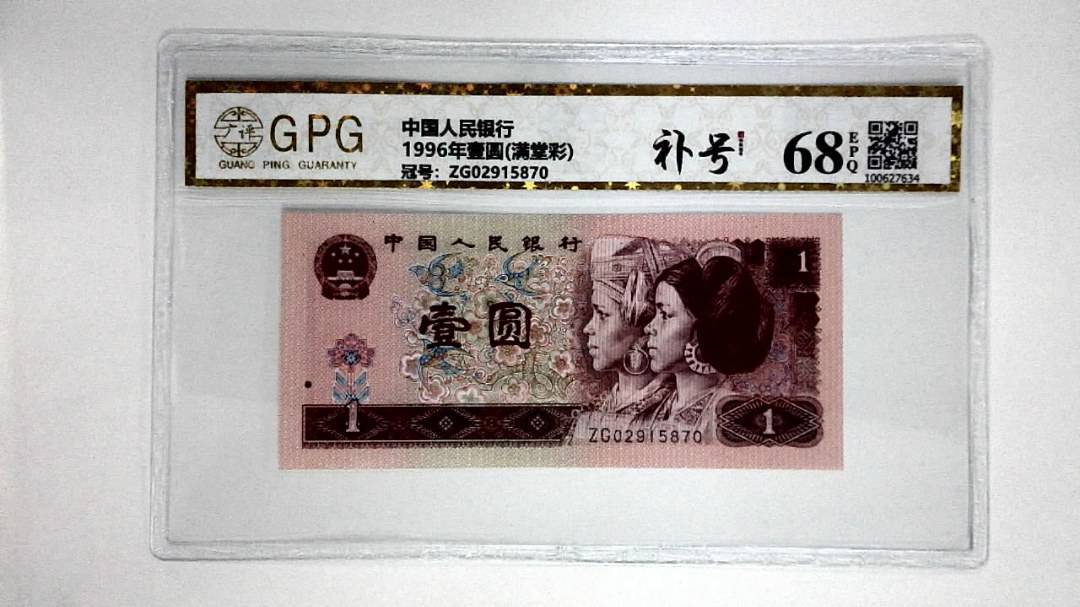 广评
GPG
GUANG PING GUARANTY
中国人民银行
1996年壹圆(满堂彩)
冠号: ZG02915870
补号
68
EPQ
100627634
中国人民银行
1
壹圆
1
1
ZG02915870